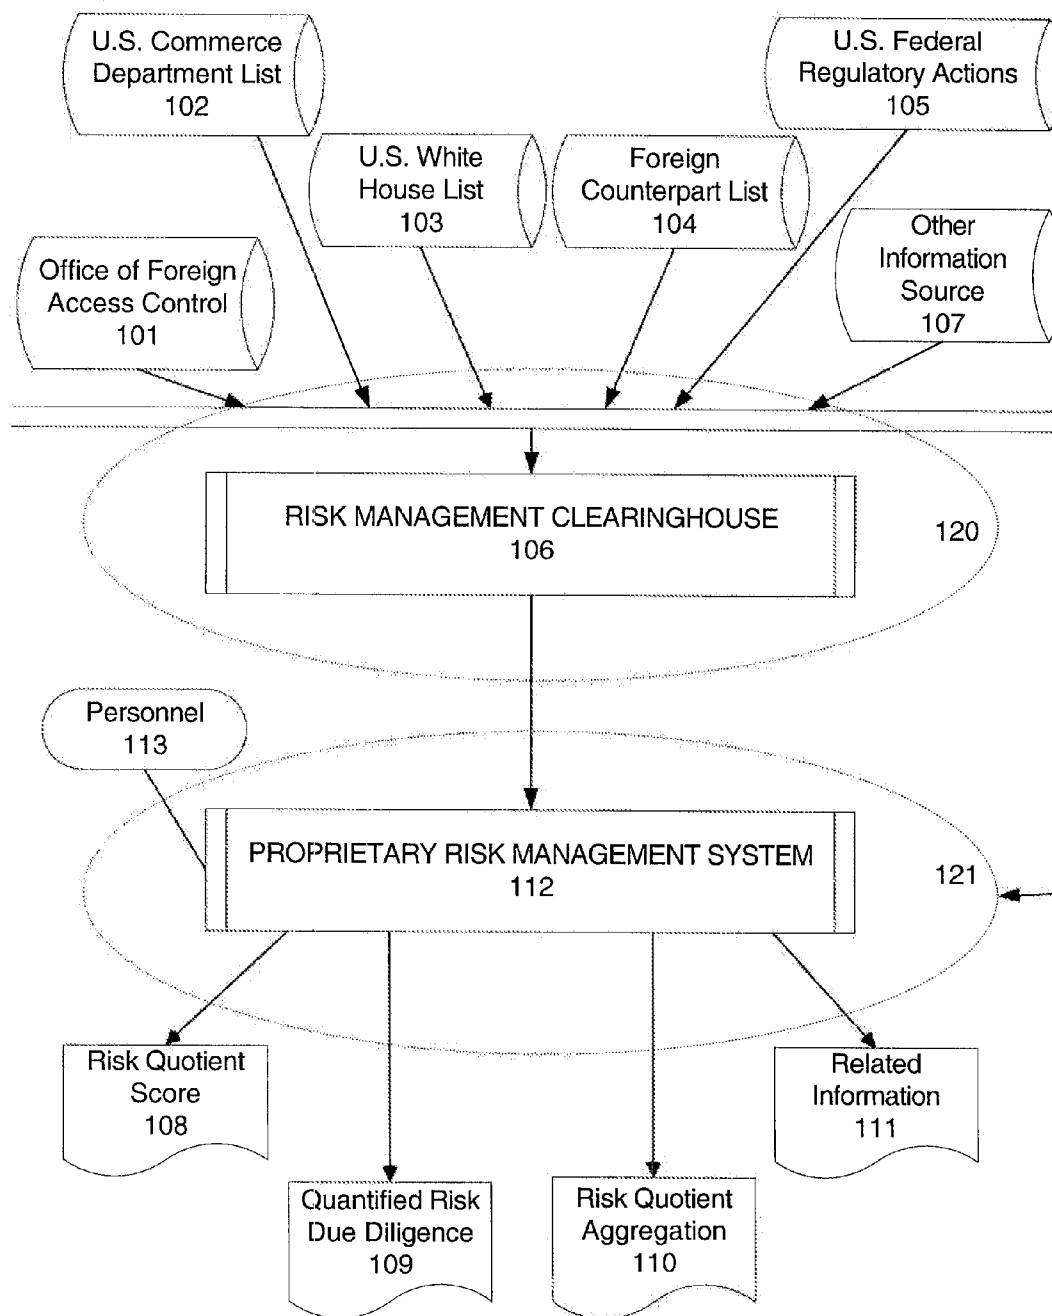 U.S. Commerce
Department List
102
U.S. Federal
Regulatory Actions
105
U.S. White
House List
103
Foreign
Counterpart List
104
Office of Foreign
Access Control
101
Other
Information
Source
107
RISK MANAGEMENT CLEARINGHOUSE
106
120
Personnel
113
PROPRIETARY RISK MANAGEMENT SYSTEM
112
121
Risk Quotient
Score
108
Related
Information
111
Quantified Risk
Due Diligence
109
Risk Quotient
Aggregation
110